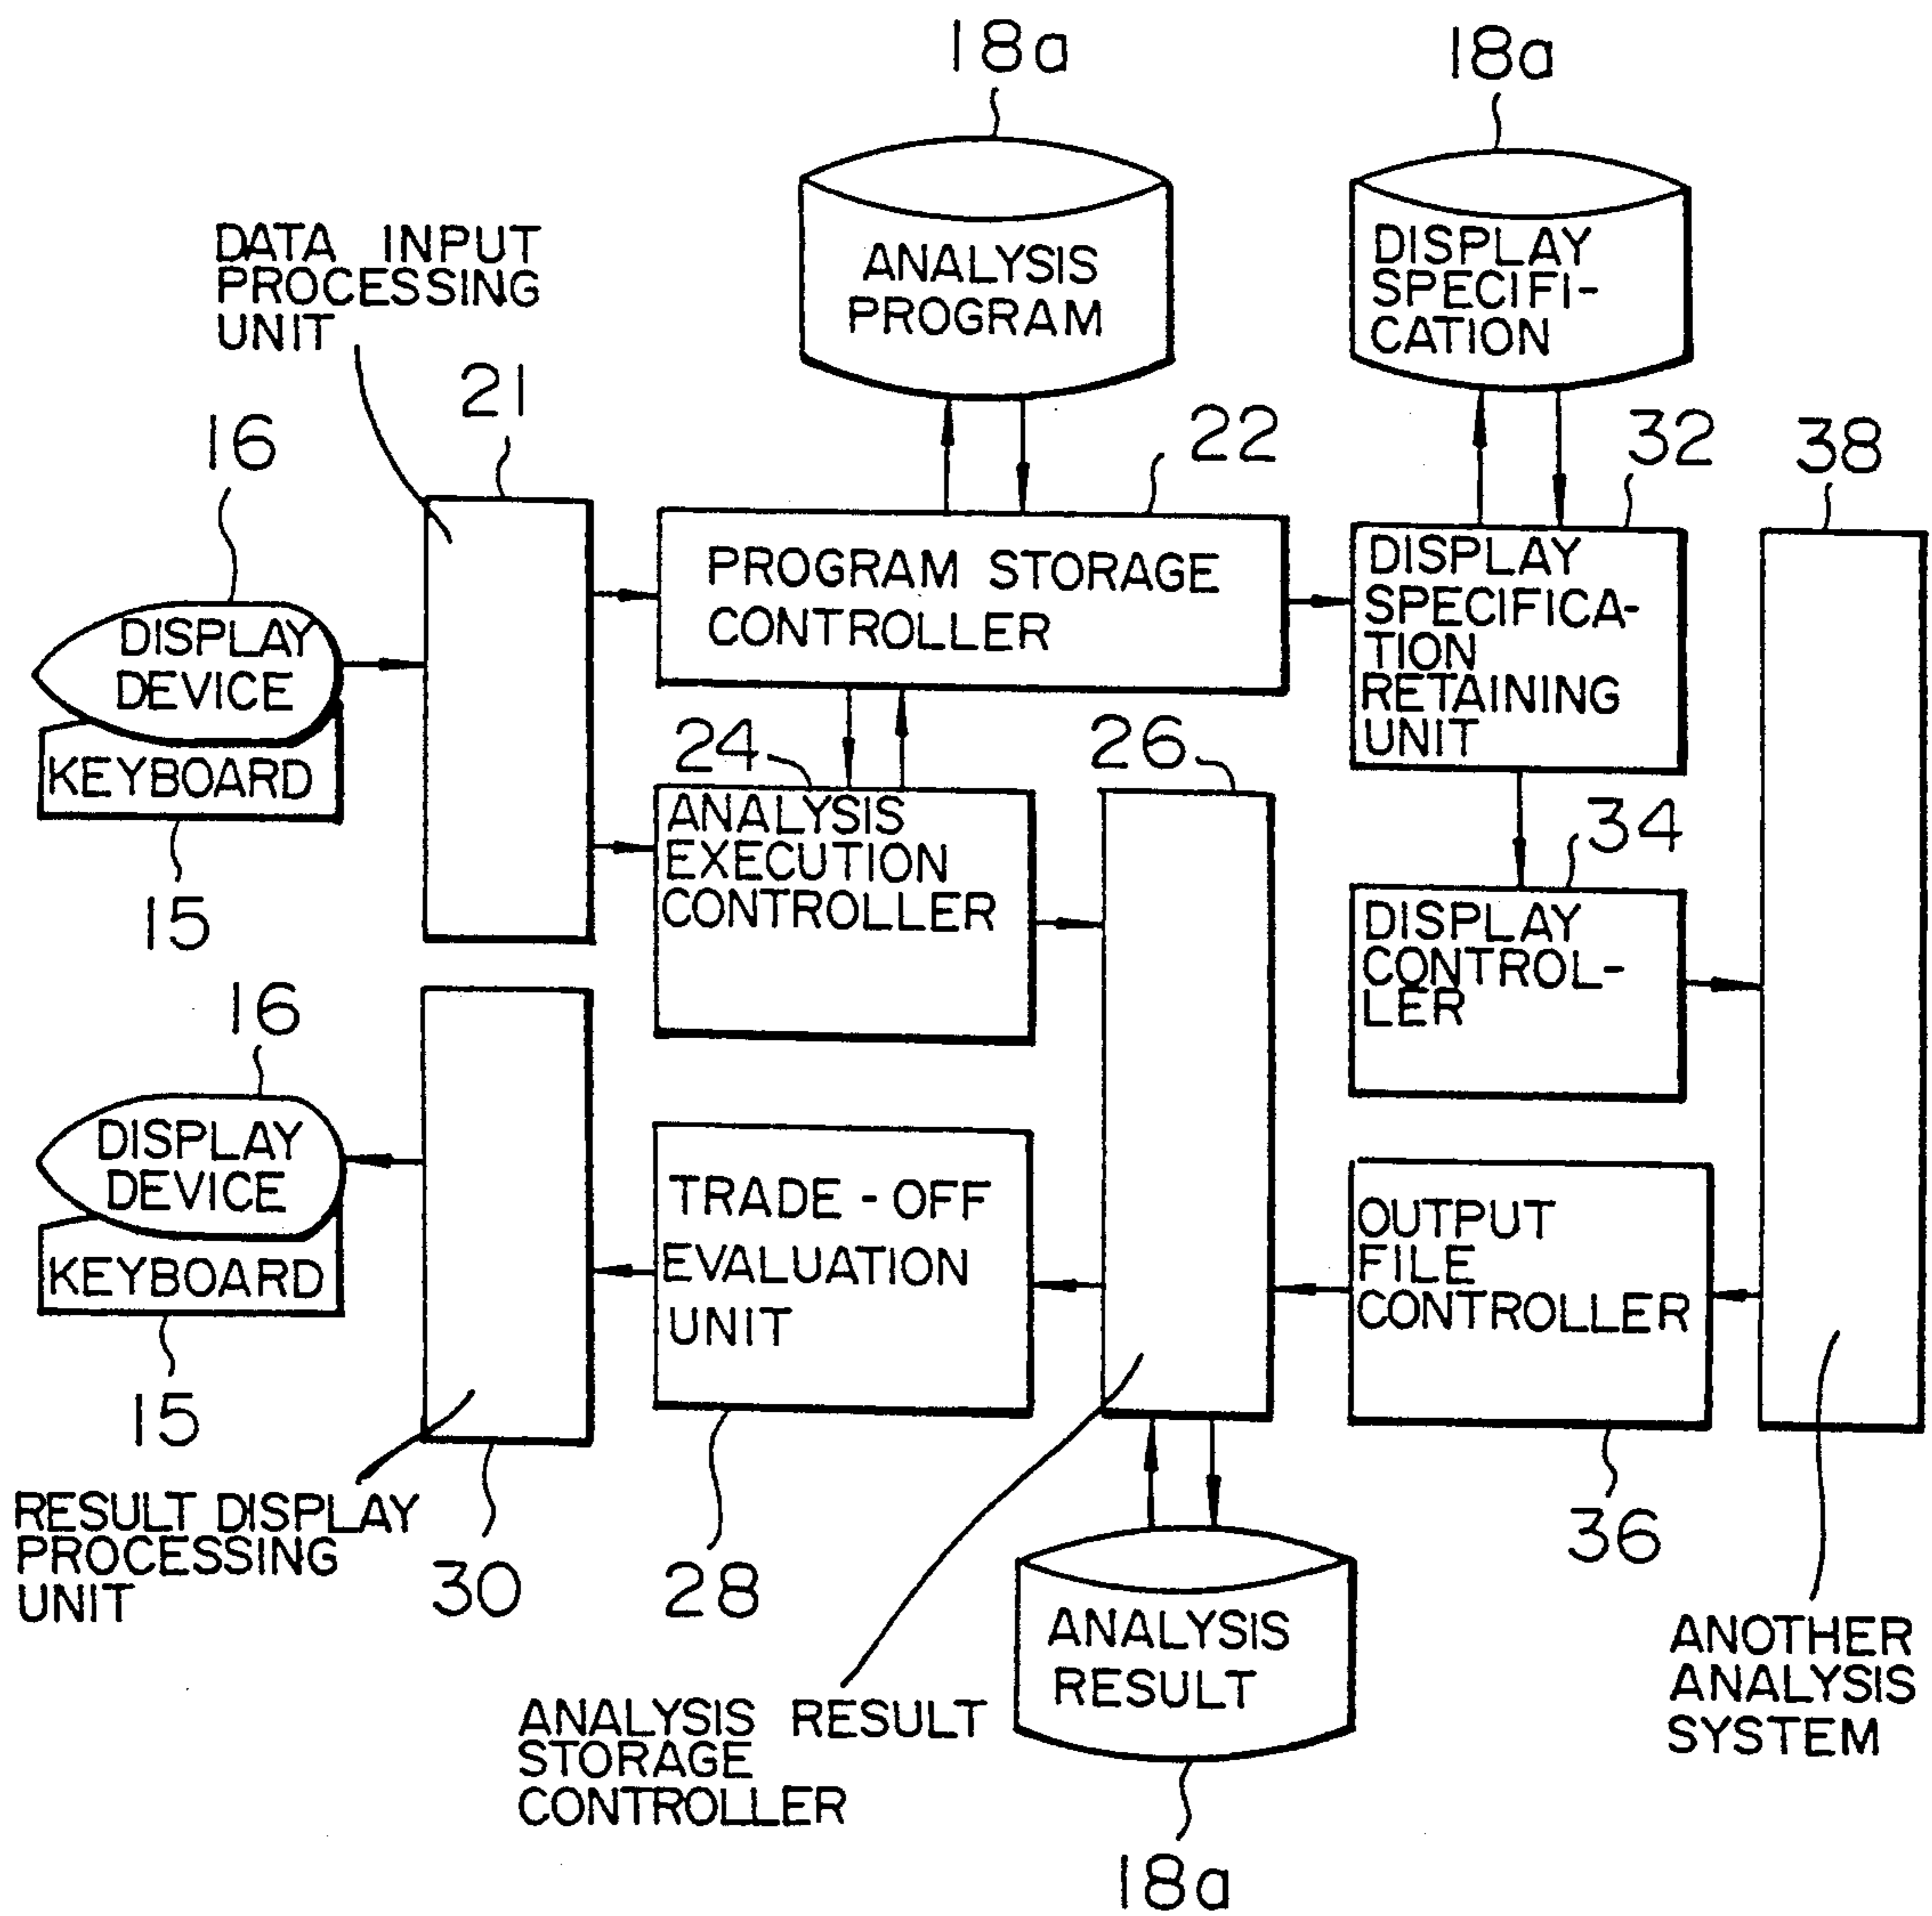 18a
18a
ANALYSIS
PROGRAM
DISPLAY
SPECIFI-
CATION
DATA INPUT
PROCESSING
UNIT
21
16
22
32
38
DISPLAY
DEVICE
KEYBOARD
15
PROGRAM STORAGE
CONTROLLER
DISPLAY
SPECIFICA-
TION
RETAINING
UNIT
24
26
34
ANALYSIS
EXECUTION
CONTROLLER
DISPLAY
CONTROL-
LER
16
DISPLAY
DEVICE
KEYBOARD
15
TRADE - OFF
EVALUATION
UNIT
OUTPUT
FILE
CONTROLLER
RESULT DISPLAY
PROCESSING
UNIT
30
28
36
ANALYSIS RESULT
STORAGE
CONTROLLER
ANALYSIS
RESULT
18a
ANOTHER
ANALYSIS
SYSTEM